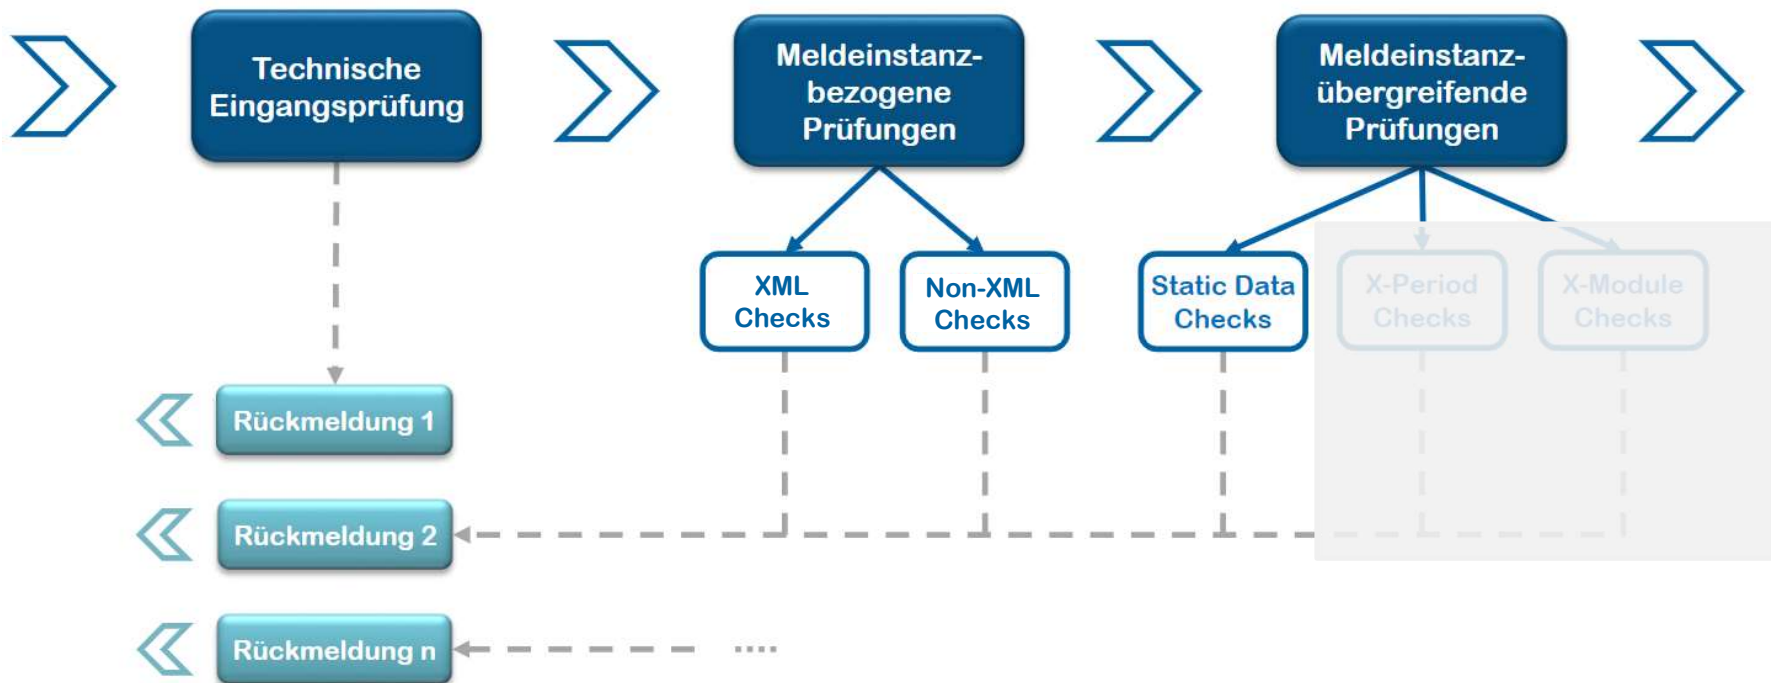 Technische
Eingangsprüfung
Meldeinstanz-
bezogene
Prüfungen
Meldeinstanz-
übergreifende
Prüfungen
XML
Checks
Non-XML
Checks
Static Data
Checks
X-Period
Checks
X-Module
Checks
Rückmeldung 1
Rückmeldung 2
Rückmeldung n
....